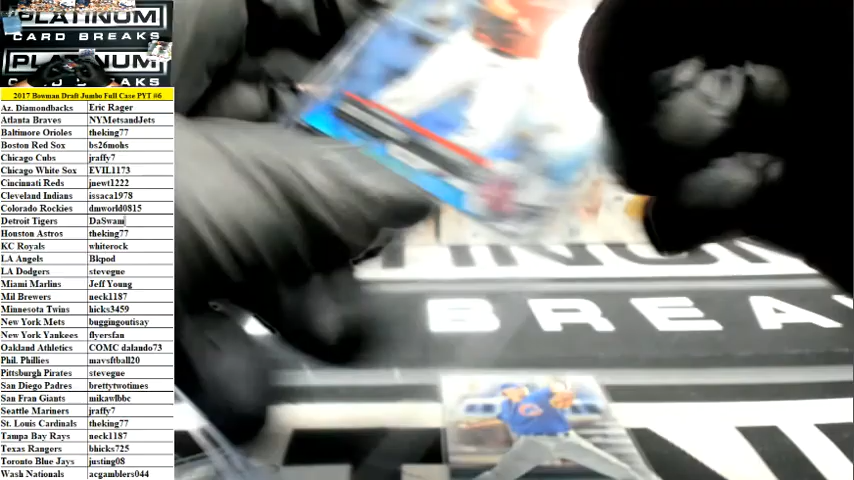 PLATINUM
CARD BREAKS
PLATINUM
CARD BREAKS
2017 Bowman Draft Jumbo Full Case PYT #6
Az. Diamondbacks Eric Rager
Atlanta Braves NYMetsandJets
Baltimore Orioles theking77
Boston Red Sox bs26mohs
Chicago Cubs jraffy7
Chicago White Sox EVIL1173
Cincinnati Reds jnewt1222
Cleveland Indians issaca1978
Colorado Rockies dmworld0815
Detroit Tigers DaSwam
Houston Astros theking77
KC Royals whiterock
LA Angels Bkpod
LA Dodgers stevegue
Miami Marlins Jeff Young
Mil Brewers neck1187
Minnesota Twins hicks3459
New York Mets buggingoutisay
New York Yankees flyersfan
Oakland Athletics COMC dalando73
Phil. Phillies mavsftball20
Pittsburgh Pirates stevegue
San Diego Padres brettytwotimes
San Fran Giants mikawlbbc
Seattle Mariners jraffy7
St. Louis Cardinals theking77
Tampa Bay Rays neck1187
Texas Rangers bhicks725
Toronto Blue Jays justing08
Wash Nationals acgamblers044
BREA